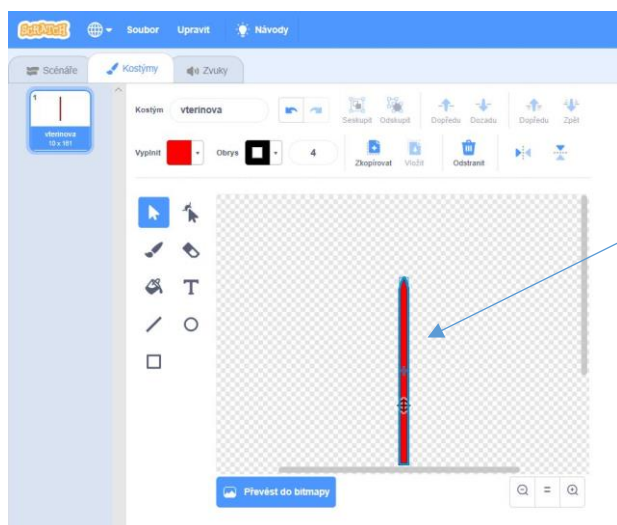 SCRATCH Soubor Upravit Návody
Scénáře Kostýmy Zvuky
1
vterinova
10 x 101
Kostým vterinova Seskupit Odskupit Dopředu Dozadu Dopředu Zpět
Vyplnit Obrys 4 Zkopírovat Vložit Odstranit
T
Převést do bitmapy =